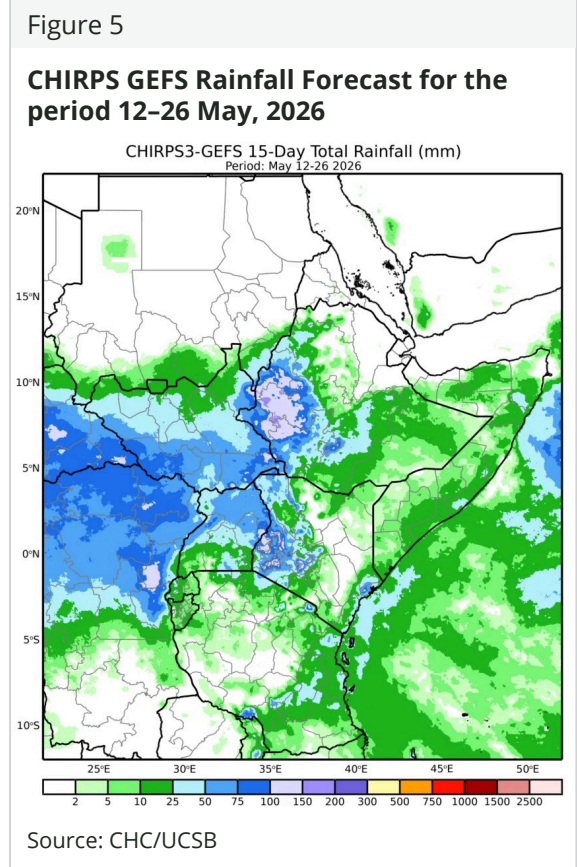 Figure 5
CHIRPS GEFS Rainfall Forecast for the
period 12–26 May, 2026
CHIRPS3-GEFS 15-Day Total Rainfall (mm)
Period: May 12-26 2026
20°N
15°N
10°N
5°N
0°N
5°S
10°S
25°E 30°E 35°E 40°E 45°E 50°E
2 5 10 25 50 75 100 150 200 300 500 750 1000 1500 2500
Source: CHC/UCSB